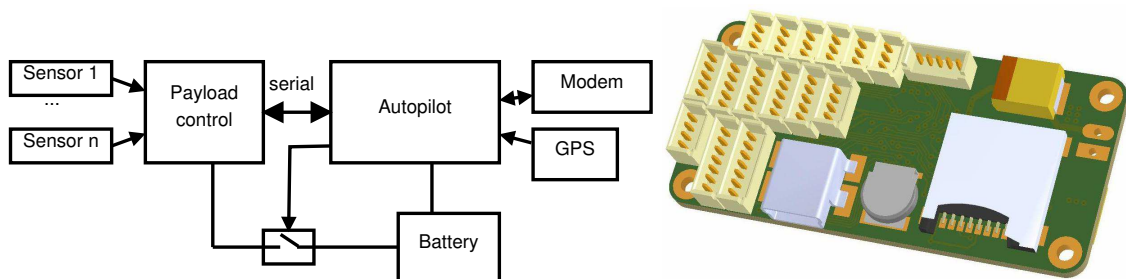 Sensor 1
...
Sensor n
Payload
control
serial
Autopilot
Modem
GPS
Battery